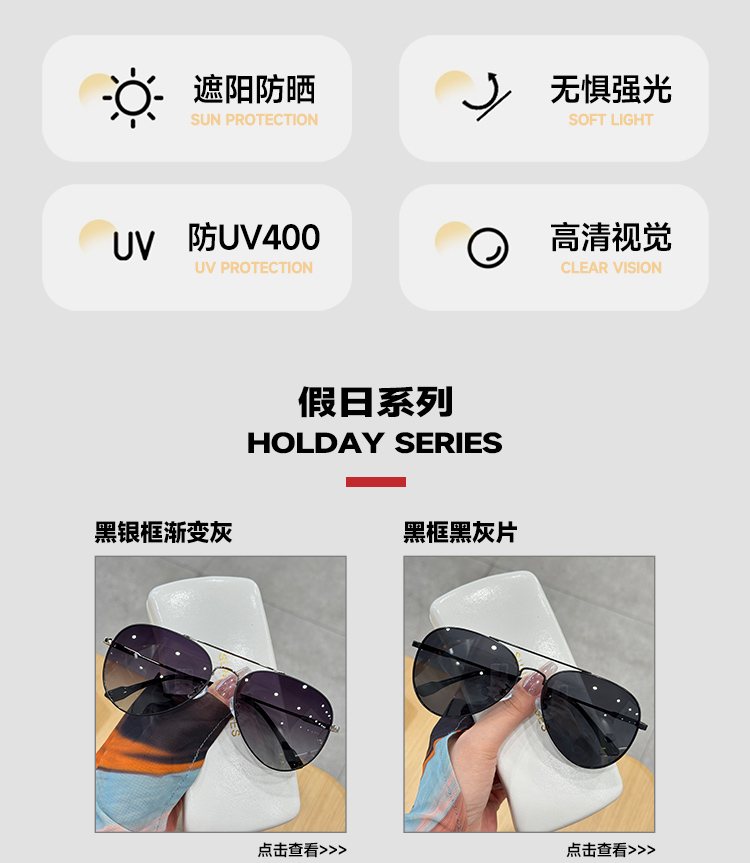 遮阳防晒
SUN PROTECTION
无惧强光
SOFT LIGHT
UV
防UV400
UV PROTECTION
高清视觉
CLEAR VISION
假日系列
HOLDAY SERIES
黑银框渐变灰
黑框黑灰片
点击查看>>>
点击查看>>>